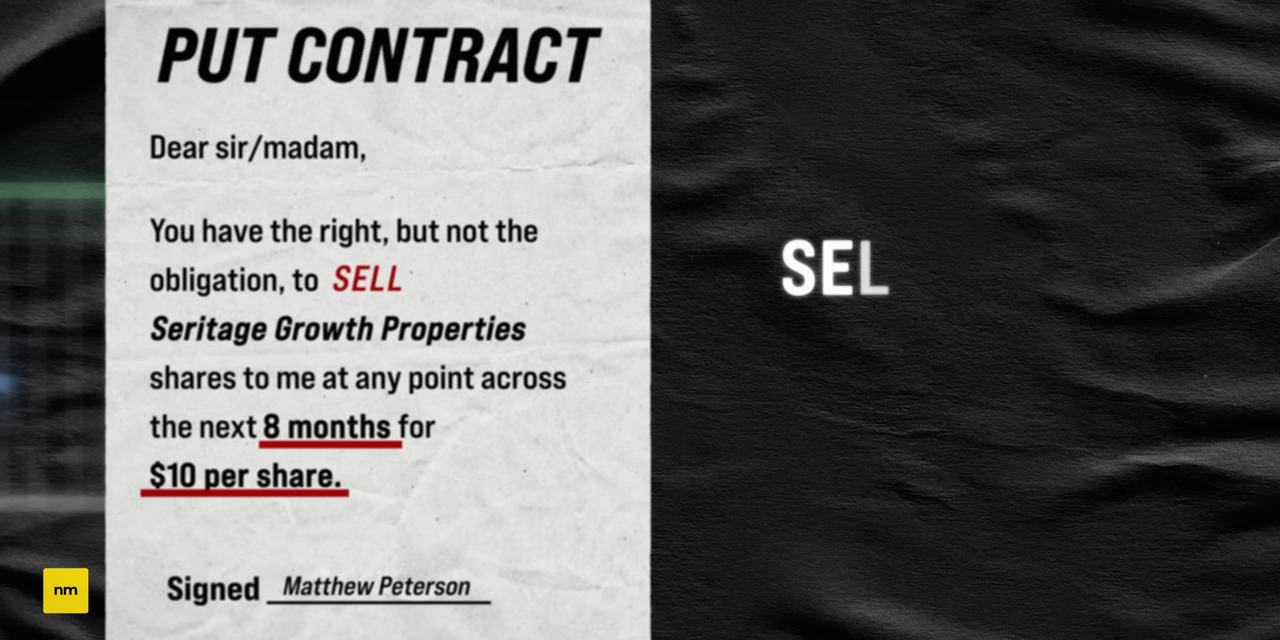 PUT CONTRACT
Dear sir/madam,
You have the right, but not the
obligation, to SELL
Seritage Growth Properties
shares to me at any point across
the next 8 months for
$10 per share.
Signed Matthew Peterson
SEL
nm